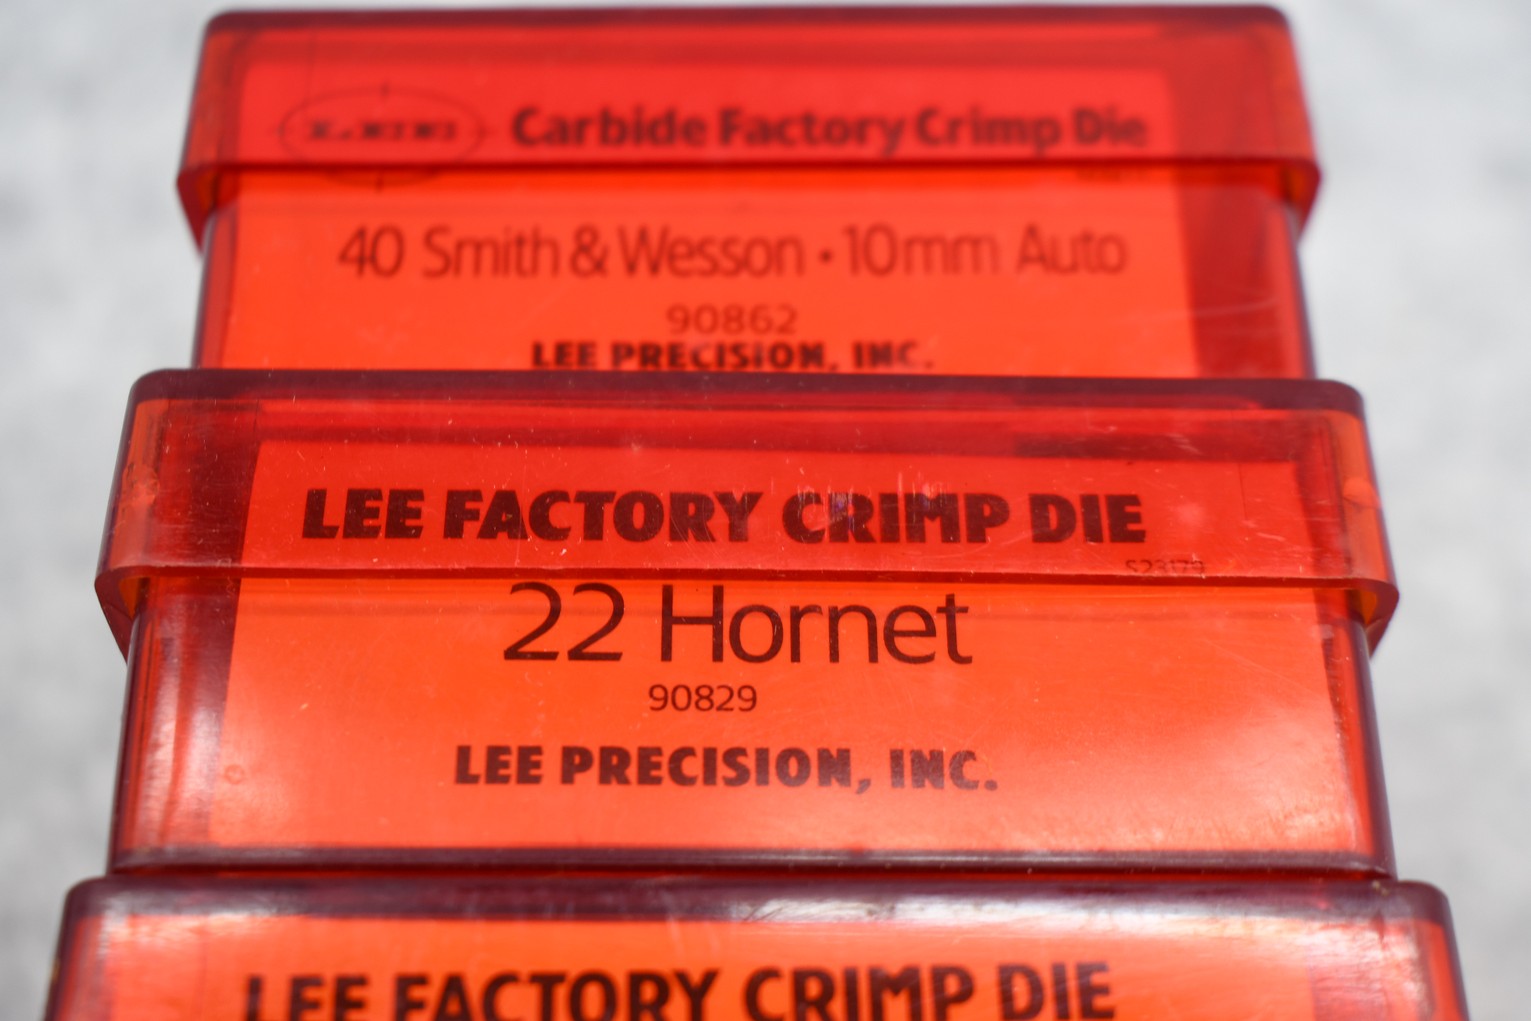 Carbide Factory Crimp Die
40 Smith & Wesson • 10mm Auto
90862
LEE PRECISION, INC.
LEE FACTORY CRIMP DIE
S23179
22 Hornet
90829
LEE PRECISION, INC.
LEE FACTORY CRIMP DIE